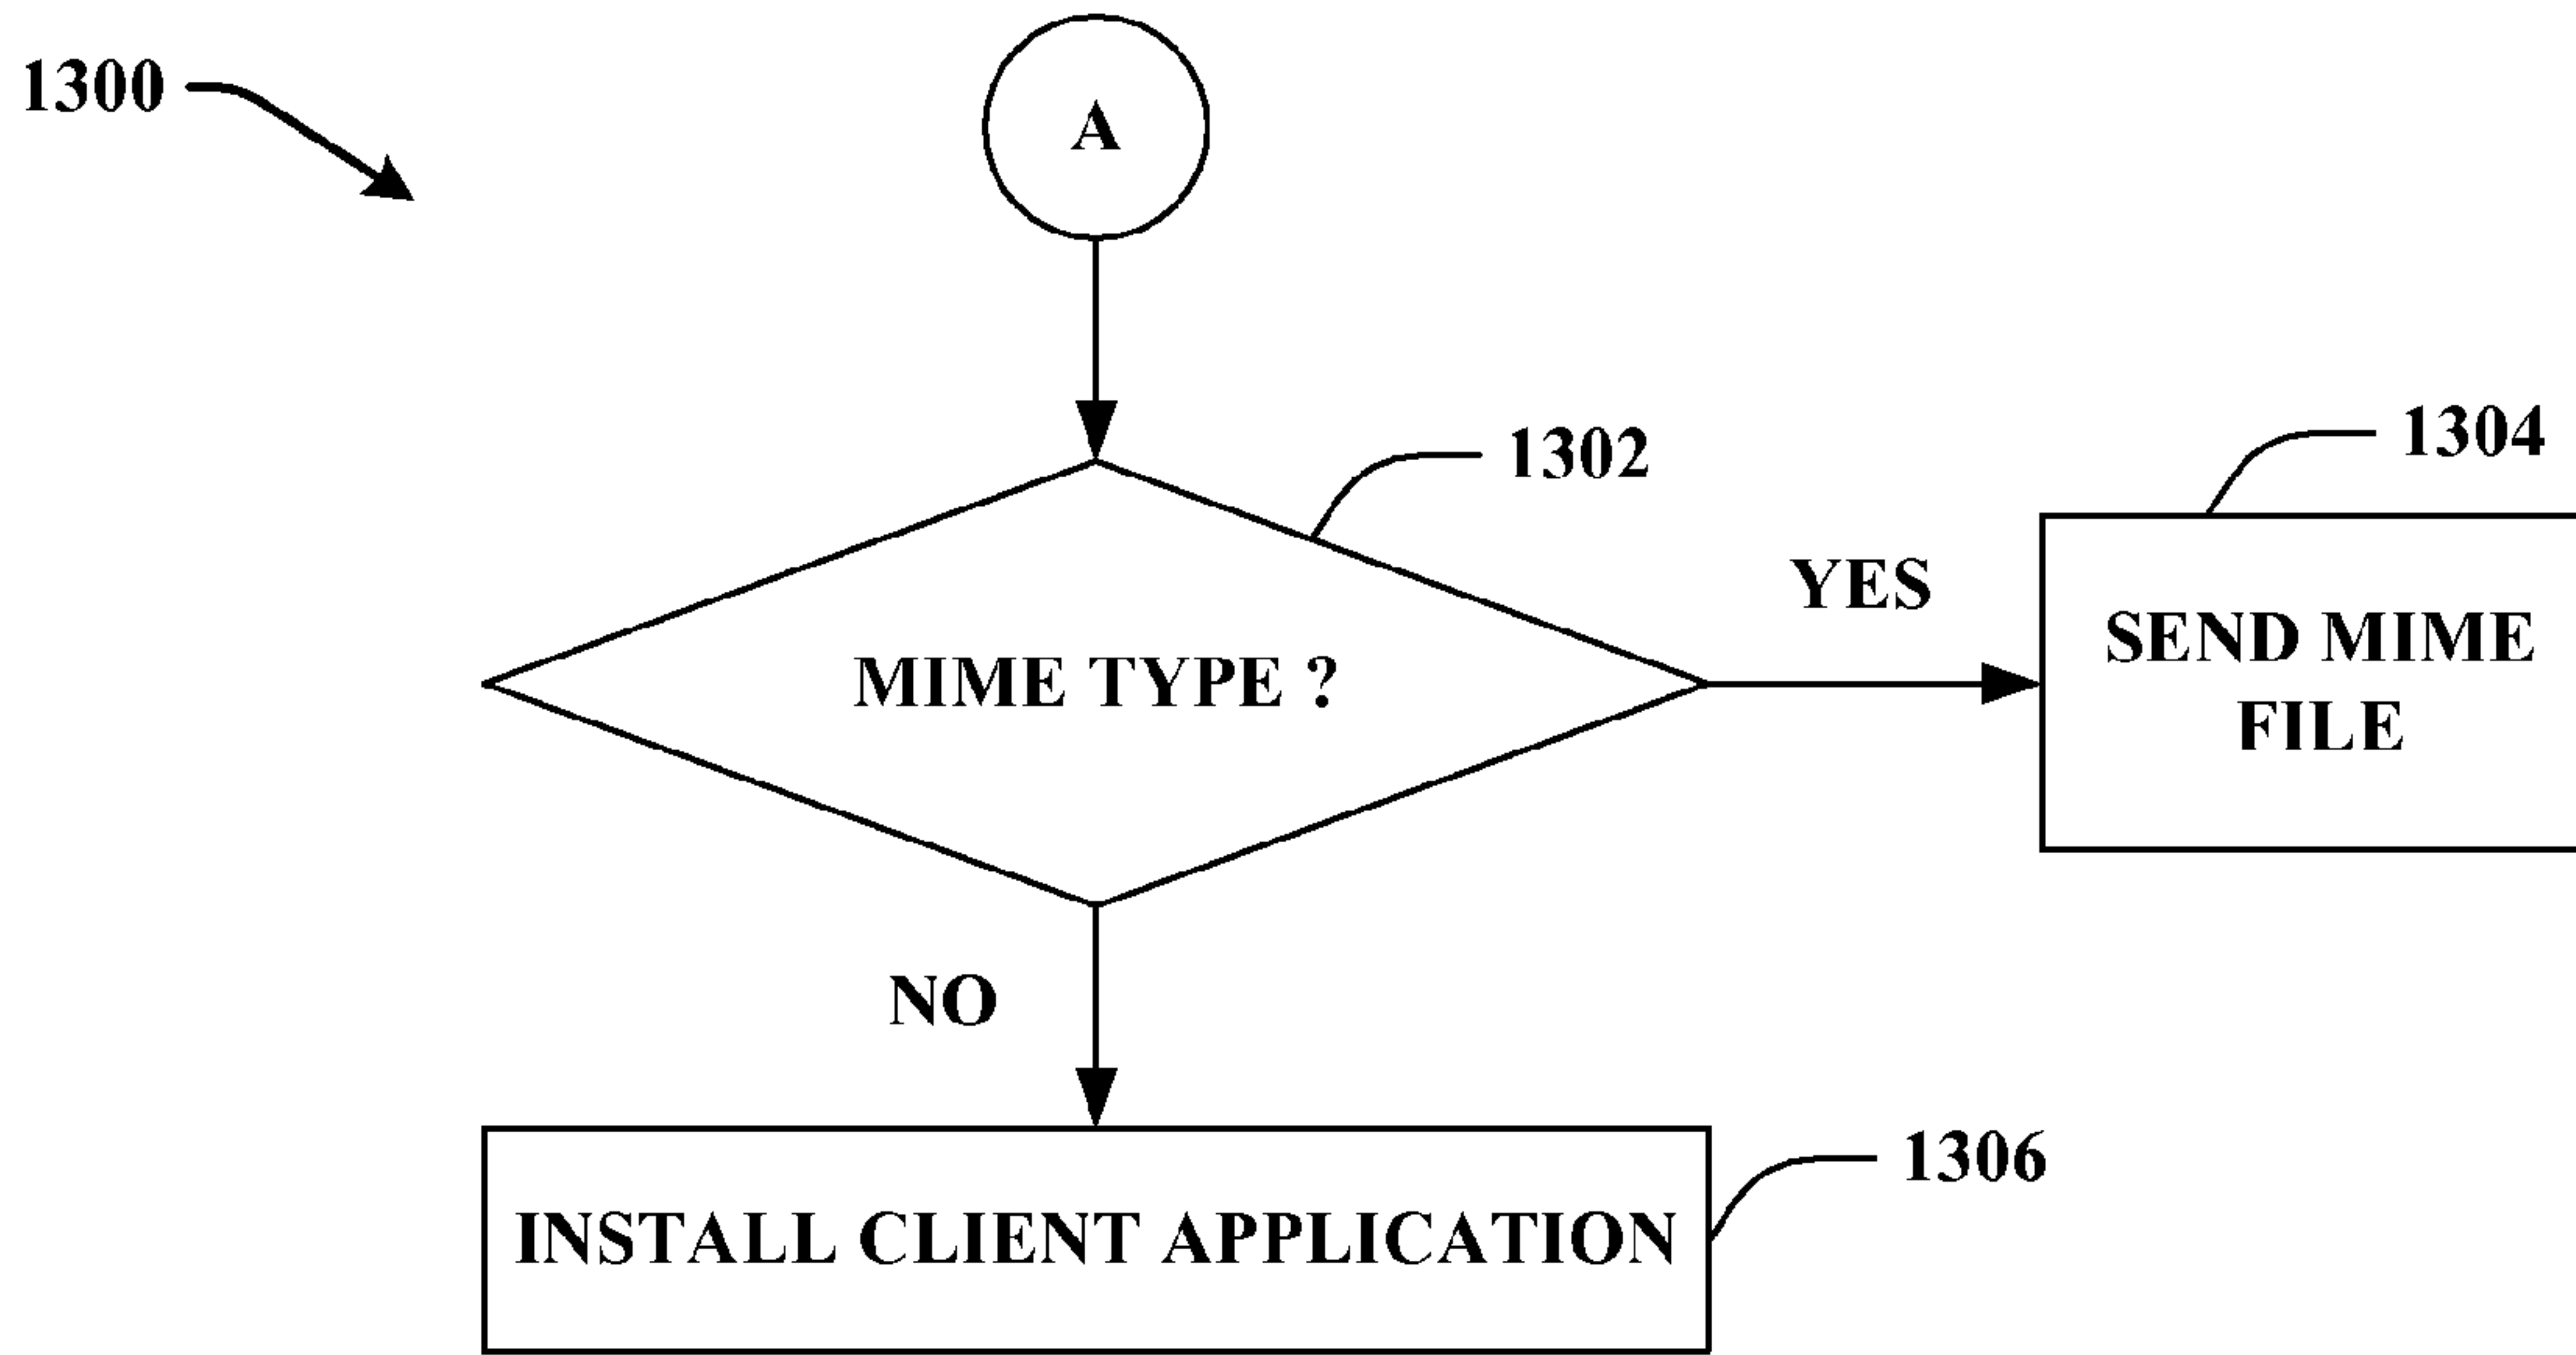 1300
A
1302
1304
YES
SEND MIME
FILE
MIME TYPE ?
NO
1306
INSTALL CLIENT APPLICATION